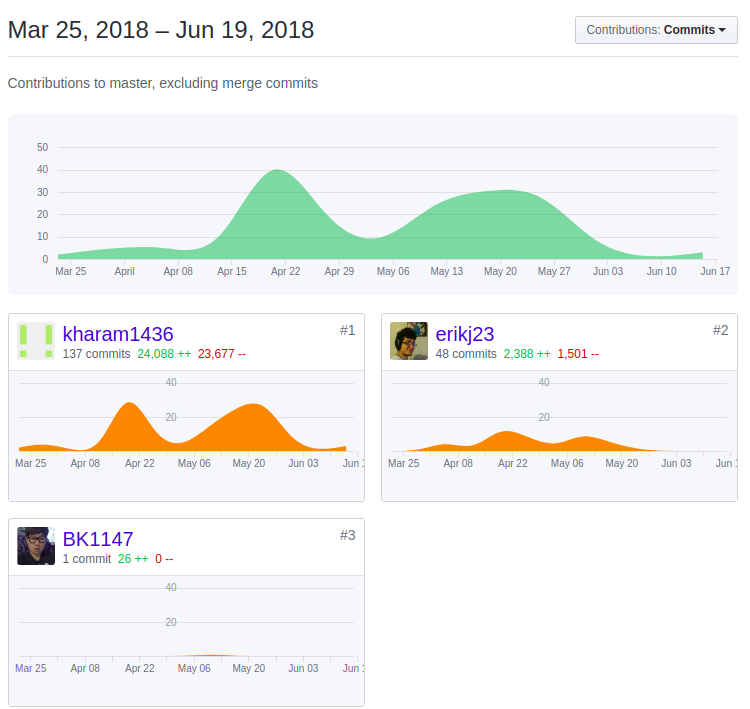 Mar 25, 2018 – Jun 19, 2018
Contributions: Commits
Contributions to master, excluding merge commits
50
40
30
20
10
0
Mar 25 April Apr 08 Apr 15 Apr 22 Apr 29 May 06 May 13 May 20 May 27 Jun 03 Jun 10 Jun 17
kharam1436 #1
137 commits 24,088 ++ 23,677 --
40
20
Mar 25 Apr 08 Apr 22 May 06 May 20 Jun 03 Jun
erikj23 #2
48 commits 2,388 ++ 1,501 --
40
20
Mar 25 Apr 08 Apr 22 May 06 May 20 Jun 03 Jun
BK1147 #3
1 commit 26 ++ 0 --
40
20
Mar 25 Apr 08 Apr 22 May 06 May 20 Jun 03 Jun